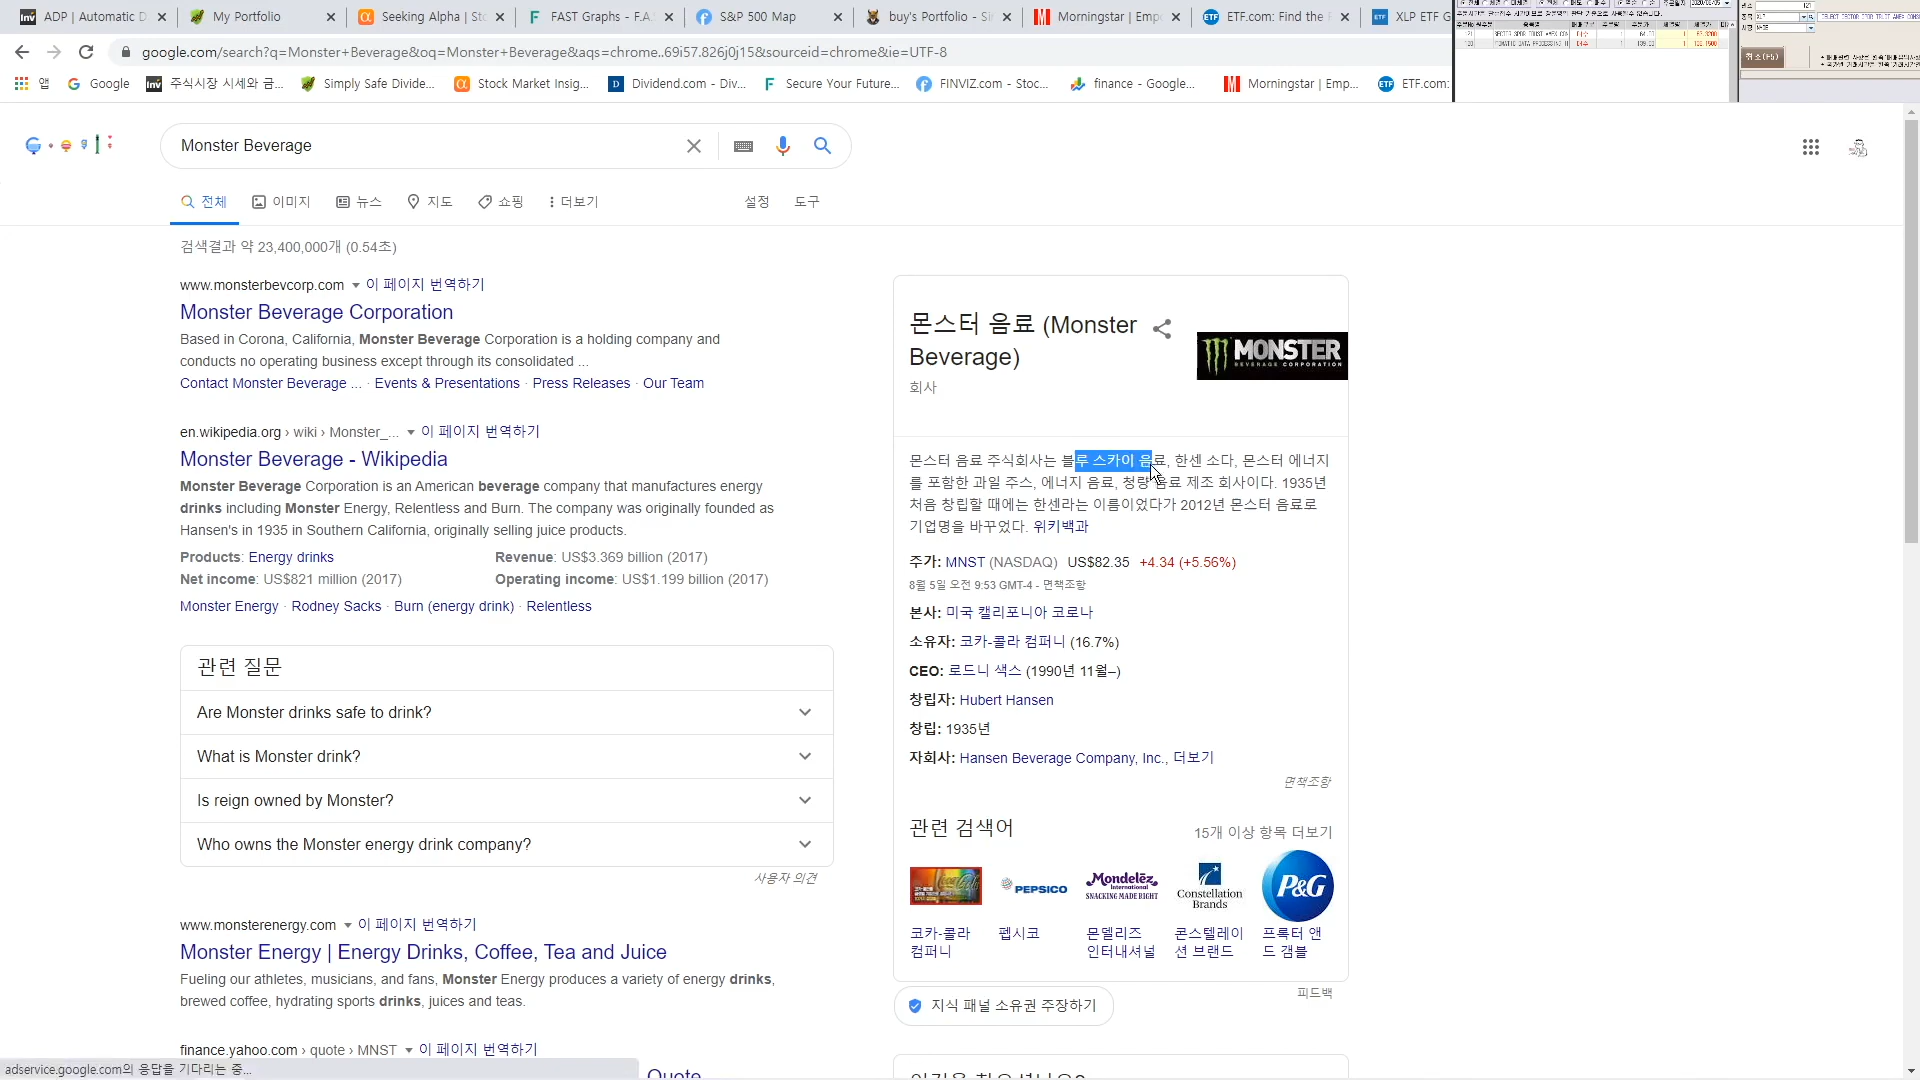 ADP | Automatic D
My Portfolio
Seeking Alpha | Sto
FAST Graphs - F.A.S
S&P 500 Map
buy's Portfolio - Si
Morningstar | Empo
ETF.com: Find the
XLP ETF G
google.com/search?q=Monster+Beverage&oq=Monster+Beverage&aqs=chrome..69i57.826j0j15&sourceid=chrome&ie=UTF-8
앱
Google
주식시장 시세와 금...
Simply Safe Divide...
Stock Market Insig...
Dividend.com - Div...
Secure Your Future...
FINVIZ.com - Stoc...
finance - Google...
Morningstar | Emp...
ETF.com:
취소(F5)
Monster Beverage
전체
이미지
뉴스
지도
쇼핑
더보기
설정
도구
검색결과 약 23,400,000개 (0.54초)
www.monsterbevcorp.com 이 페이지 번역하기
Monster Beverage Corporation
Based in Corona, California, Monster Beverage Corporation is a holding company and
conducts no operating business except through its consolidated ...
Contact Monster Beverage ... · Events & Presentations · Press Releases · Our Team
en.wikipedia.org › wiki › Monster_... 이 페이지 번역하기
Monster Beverage - Wikipedia
Monster Beverage Corporation is an American beverage company that manufactures energy
drinks including Monster Energy, Relentless and Burn. The company was originally founded as
Hansen's in 1935 in Southern California, originally selling juice products.
Products: Energy drinks
Revenue: US$3.369 billion (2017)
Net income: US$821 million (2017)
Operating income: US$1.199 billion (2017)
Monster Energy · Rodney Sacks · Burn (energy drink) · Relentless
관련 질문
Are Monster drinks safe to drink?
What is Monster drink?
Is reign owned by Monster?
Who owns the Monster energy drink company?
사용자 의견
www.monsterenergy.com 이 페이지 번역하기
Monster Energy | Energy Drinks, Coffee, Tea and Juice
Fueling our athletes, musicians, and fans, Monster Energy produces a variety of energy drinks,
brewed coffee, hydrating sports drinks, juices and teas.
finance.yahoo.com › quote › MNST 이 페이지 번역하기
Quote
adservice.google.com의 응답을 기다리는 중...
몬스터 음료 (Monster
Beverage)
회사
MONSTER
BEVERAGE CORPORATION
몬스터 음료 주식회사는 블루 스카이 음료, 한센 소다, 몬스터 에너지
를 포함한 과일 주스, 에너지 음료, 청량 음료 제조 회사이다. 1935년
처음 창립할 때에는 한센라는 이름이었다가 2012년 몬스터 음료로
기업명을 바꾸었다. 위키백과
주가: MNST (NASDAQ) US$82.35 +4.34 (+5.56%)
8월 5일 오전 9:53 GMT-4 - 면책조항
본사: 미국 캘리포니아 코로나
소유자: 코카-콜라 컴퍼니 (16.7%)
CEO: 로드니 색스 (1990년 11월–)
창립자: Hubert Hansen
창립: 1935년
자회사: Hansen Beverage Company, Inc., 더보기
면책조항
관련 검색어
15개 이상 항목 더보기
PEPSICO
Mondelēz
International
SNACKING MADE RIGHT
Constellation
Brands
P&G
코카-콜라
컴퍼니
펩시코
몬델리즈
인터내셔널
콘스텔레이
션 브랜드
프록터 앤
드 갬블
피드백
지식 패널 소유권 주장하기